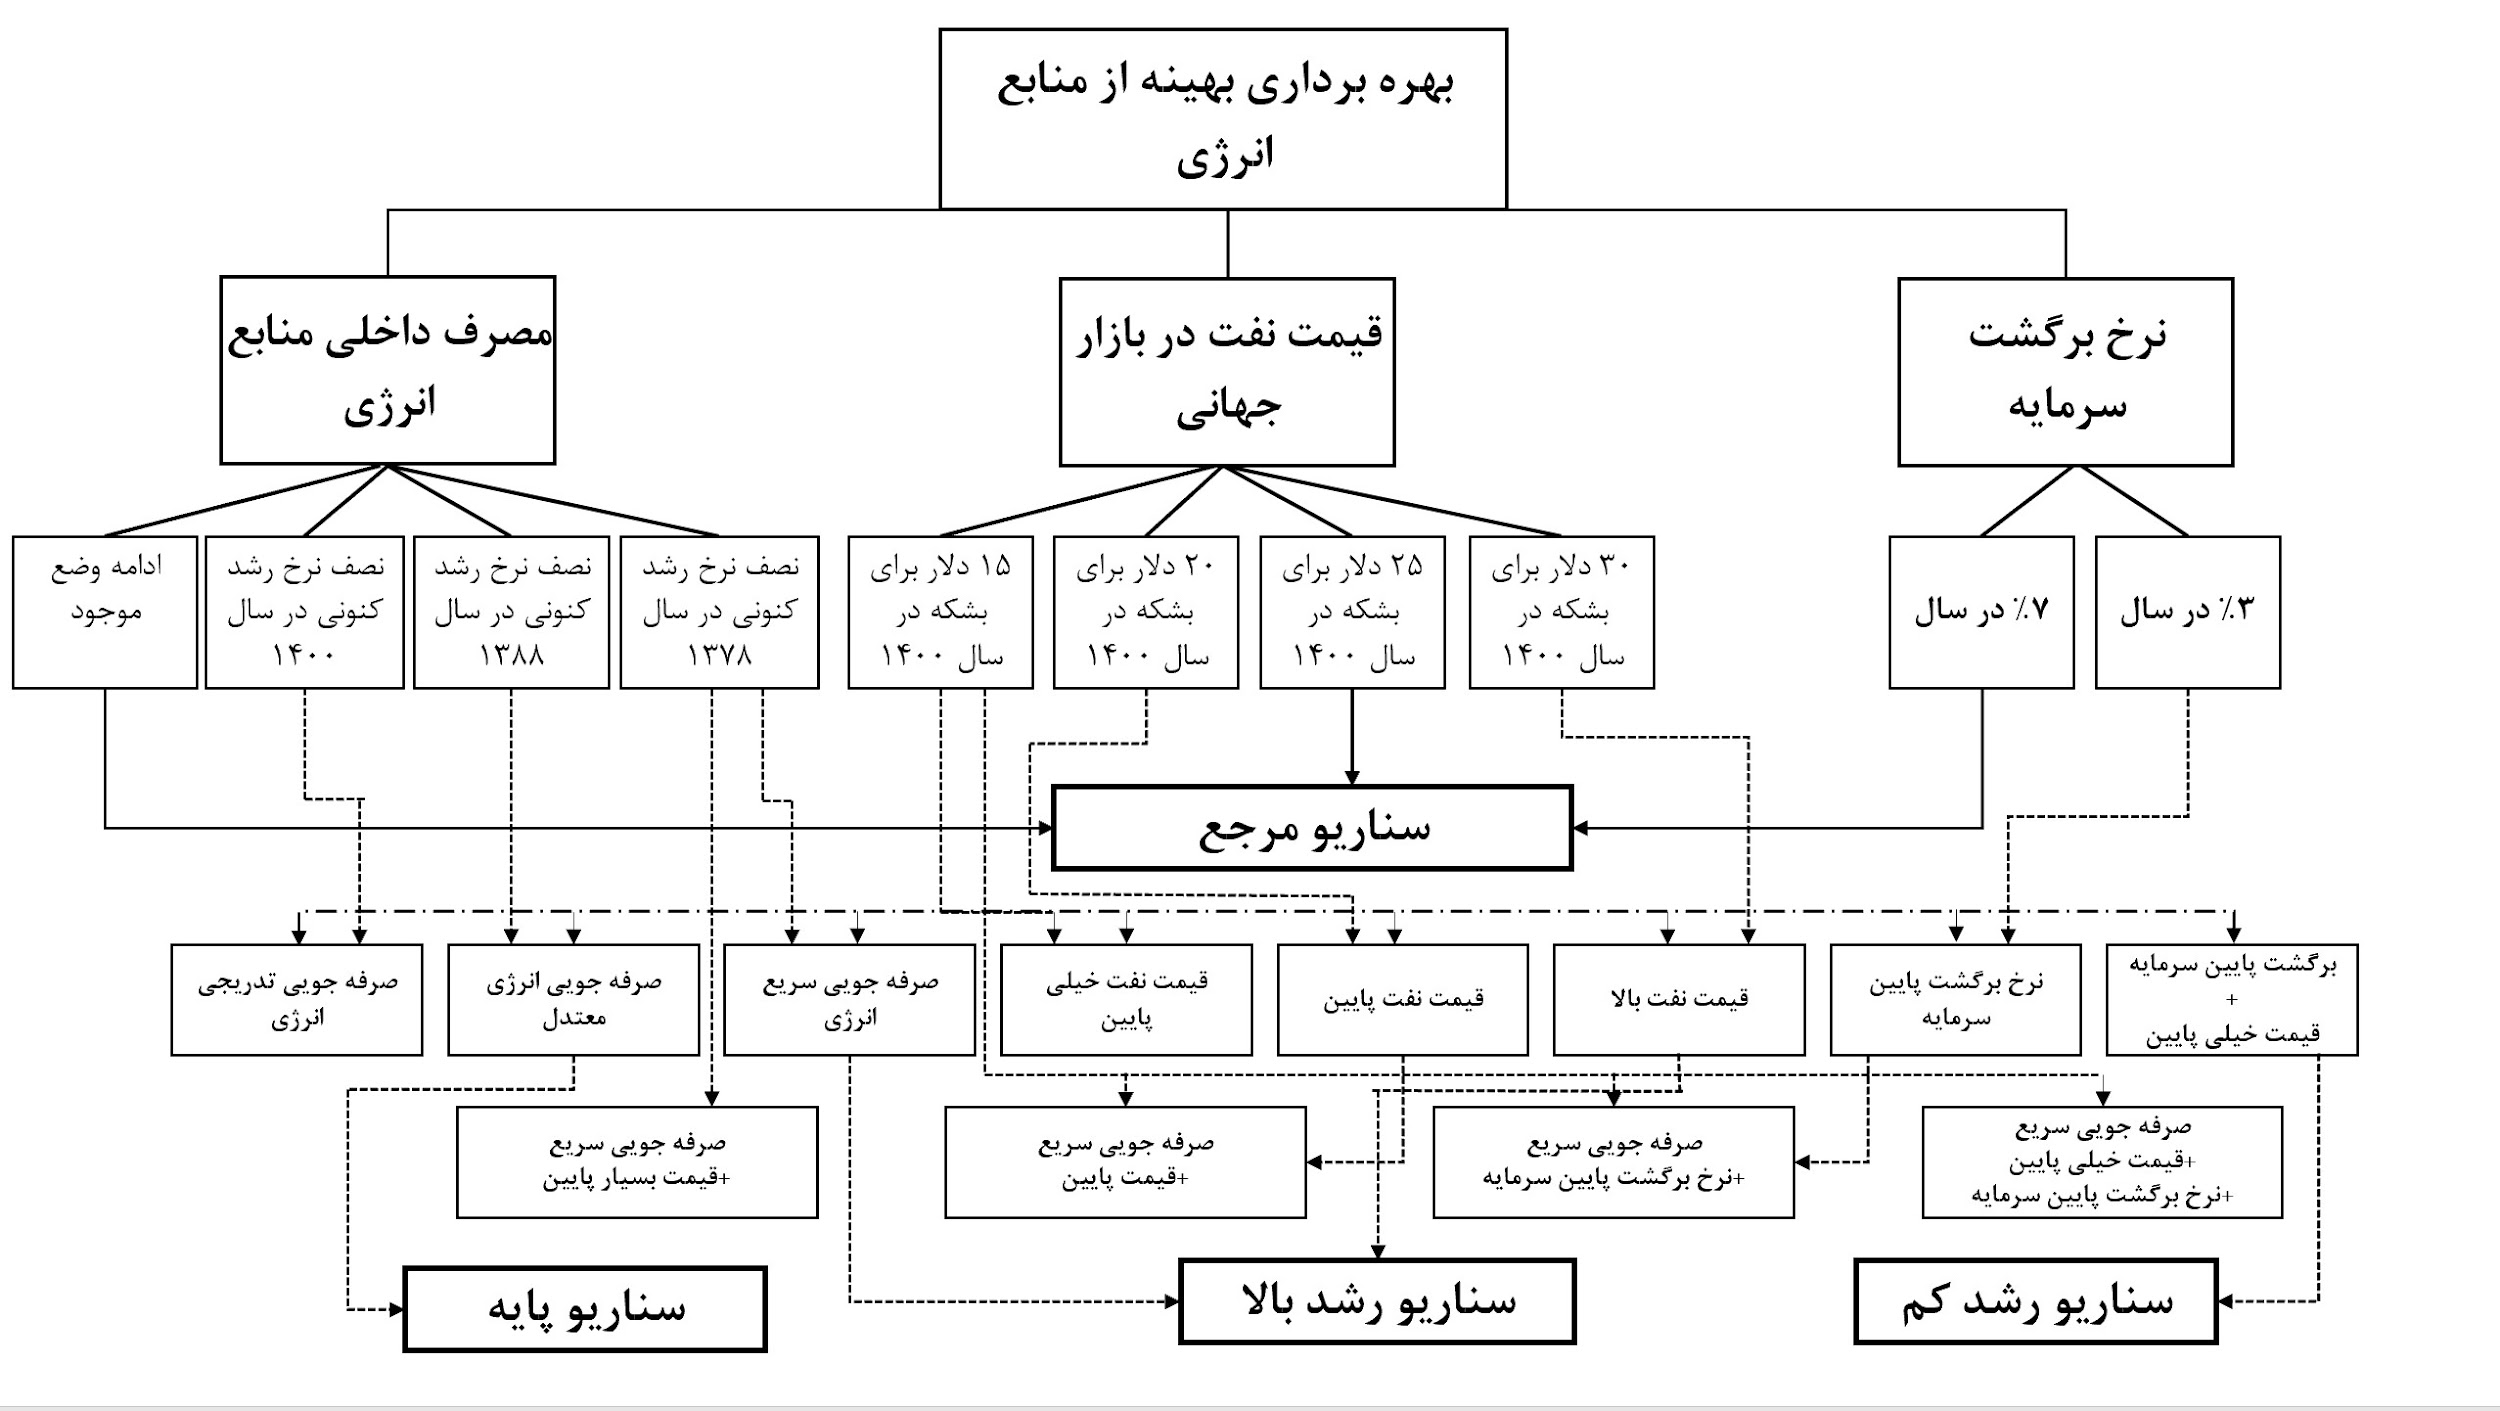 بهره برداری بهینه از منابع
انرژی
نرخ برگشت
سرمایه
قیمت نفت در بازار
جهانی
مصرف داخلی منابع
انرژی
۳٪ در سال
۷٪ در سال
۳۰ دلار برای
بشکه در
سال ۱۴۰۰
۲۵ دلار برای
بشکه در
سال ۱۴۰۰
۲۰ دلار برای
بشکه در
سال ۱۴۰۰
۱۵ دلار برای
بشکه در
سال ۱۴۰۰
نصف نرخ رشد
کنونی در سال
۱۳۷۸
نصف نرخ رشد
کنونی در سال
۱۳۸۸
نصف نرخ رشد
کنونی در سال
۱۴۰۰
ادامه وضع
موجود
سناریو مرجع
برگشت پایین سرمایه
+
قیمت خیلی پایین
نرخ برگشت پایین
سرمایه
قیمت نفت بالا
قیمت نفت پایین
قیمت نفت خیلی
پایین
صرفه جویی سریع
انرژی
صرفه جویی انرژی
معتدل
صرفه جویی تدریجی
انرژی
صرفه جویی سریع
+قیمت خیلی پایین
+نرخ برگشت پایین سرمایه
صرفه جویی سریع
+نرخ برگشت پایین سرمایه
صرفه جویی سریع
+قیمت پایین
صرفه جویی سریع
+قیمت بسیار پایین
سناریو رشد کم
سناریو رشد بالا
سناریو پایه